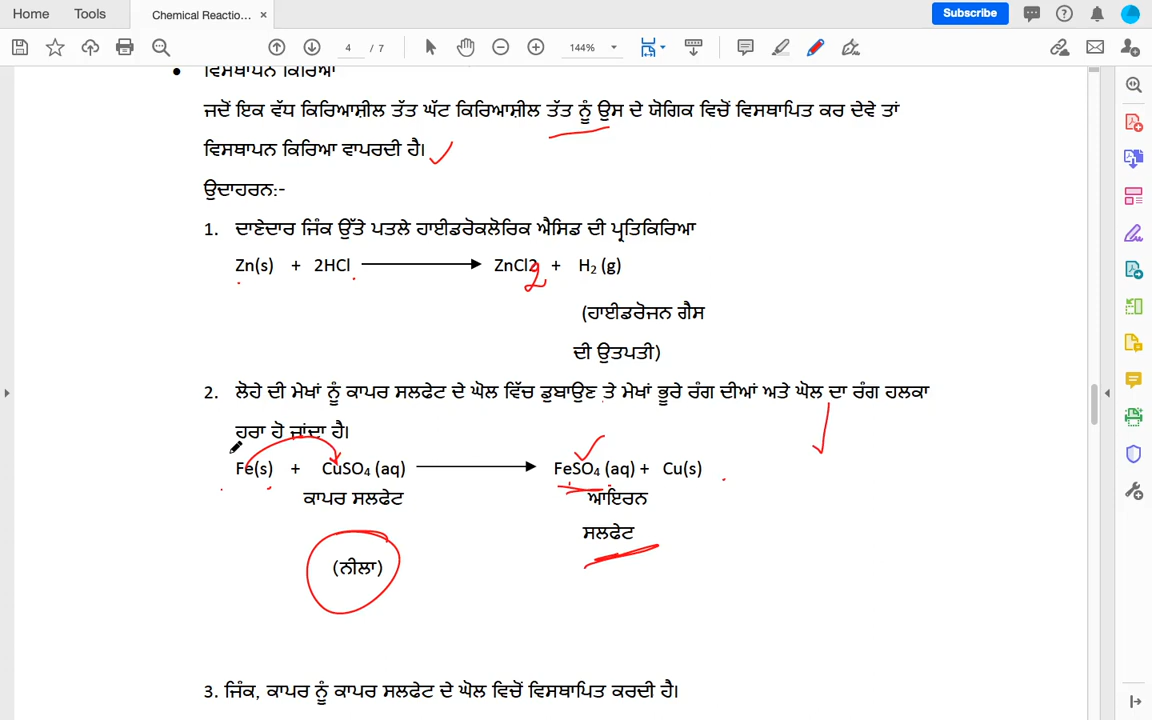 Home Tools Chemical Reactio... × Subscribe
4 / 7 144%
• ਵਿਸਥਾਪਨ ਕਿਰਿਆ
ਜਦੋਂ ਇਕ ਵੱਧ ਕਿਰਿਆਸ਼ੀਲ ਤੱਤ ਘੱਟ ਕਿਰਿਆਸ਼ੀਲ ਤੱਤ ਨੂੰ ਉਸ ਦੇ ਯੋਗਿਕ ਵਿਚੋਂ ਵਿਸਥਾਪਿਤ ਕਰ ਦੇਵੇ ਤਾਂ
ਵਿਸਥਾਪਨ ਕਿਰਿਆ ਵਾਪਰਦੀ ਹੈ।
ਉਦਾਹਰਨ:-
1. ਦਾਣੇਦਾਰ ਜਿੰਕ ਉੱਤੇ ਪਤਲੇ ਹਾਈਡਰੋਕਲੋਰਿਕ ਐਸਿਡ ਦੀ ਪ੍ਰਤਿਕਿਰਿਆ
Zn(s) + 2HCl ⟶ ZnCl2 + H₂ (g)
2
(ਹਾਈਡਰੋਜਨ ਗੈਸ
ਦੀ ਉਤਪਤੀ)
2. ਲੋਹੇ ਦੀ ਮੇਖਾਂ ਨੂੰ ਕਾਪਰ ਸਲਫੇਟ ਦੇ ਘੋਲ ਵਿੱਚ ਡੁਬਾਉਣ ਤੇ ਮੇਖਾਂ ਭੂਰੇ ਰੰਗ ਦੀਆਂ ਅਤੇ ਘੋਲ ਦਾ ਰੰਗ ਹਲਕਾ
ਹਰਾ ਹੋ ਜਾਂਦਾ ਹੈ।
Fe(s) + CuSO₄ (aq) ⟶ FeSO₄ (aq) + Cu(s)
ਕਾਪਰ ਸਲਫੇਟ ਆਇਰਨ
ਸਲਫੇਟ
(ਨੀਲਾ)
3. ਜਿੰਕ, ਕਾਪਰ ਨੂੰ ਕਾਪਰ ਸਲਫੇਟ ਦੇ ਘੋਲ ਵਿਚੋਂ ਵਿਸਥਾਪਿਤ ਕਰਦੀ ਹੈ।